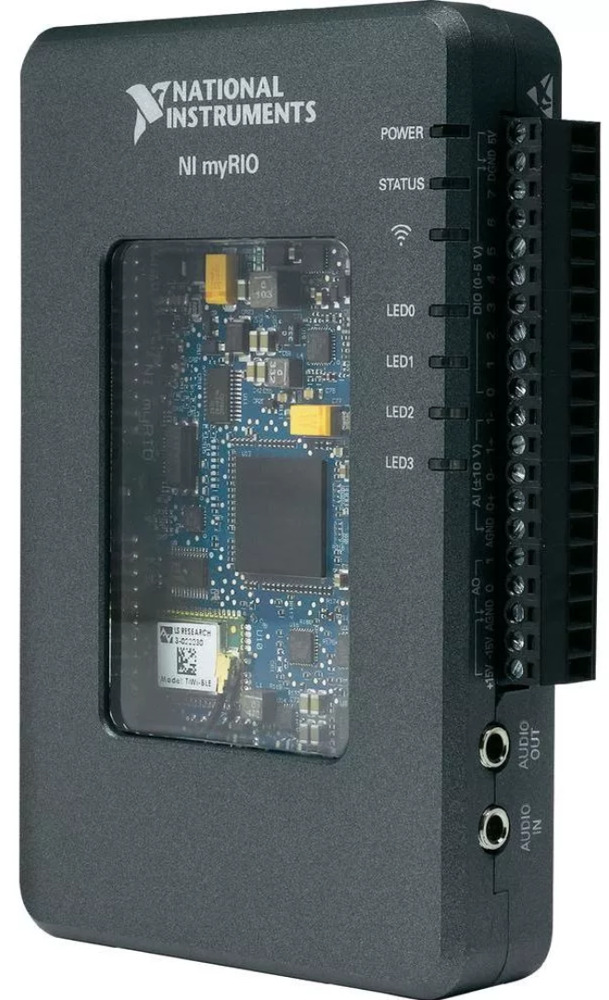 NATIONAL
INSTRUMENTS
NI myRIO
POWER
STATUS
LED0
LED1
LED2
LED3
NI myRIO
LS RESEARCH
Model: TiWi-BLE
5V
DGND
7
6
5
4
3
2
1
0
DIO (0-5 V)
1-
1+
0-
0+
AI (±10 V)
AGND
1
0
AO
AGND
-15V
+15V
AUDIO
OUT
AUDIO
IN